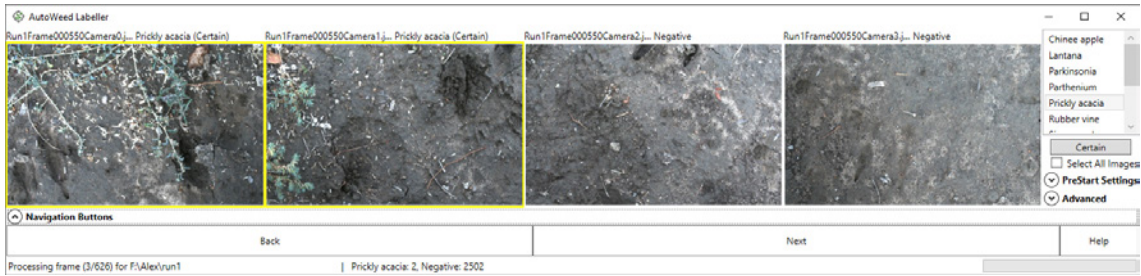 AutoWeed Labeller
Run1Frame000550Camera0.j... Prickly acacia (Certain)
Run1Frame000550Camera1.j... Prickly acacia (Certain)
Run1Frame000550Camera2.j... Negative
Run1Frame000550Camera3.j... Negative
Chinee apple
Lantana
Parkinsonia
Parthenium
Prickly acacia
Rubber vine
Certain
Select All Images
PreStart Settings
Advanced
Navigation Buttons
Back
Next
Help
Processing frame (3/626) for F:\Alex\run1
| Prickly acacia: 2, Negative: 2502